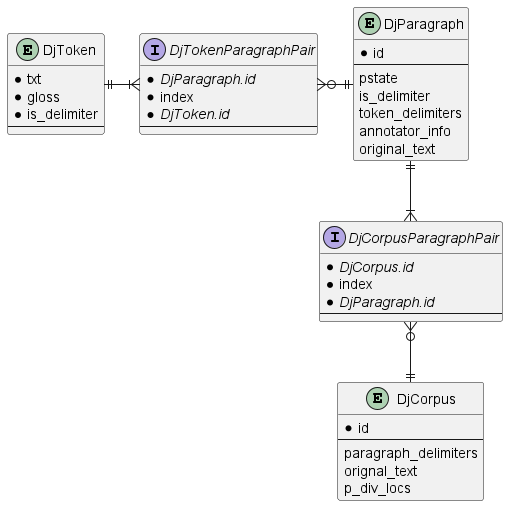 E DjToken
txt
gloss
is_delimiter
I DjTokenParagraphPair
DjParagraph.id
index
DjToken.id
E DjParagraph
id
pstate
is_delimiter
token_delimiters
annotator_info
original_text
I DjCorpusParagraphPair
DjCorpus.id
index
DjParagraph.id
E DjCorpus
id
paragraph_delimiters
orignal_text
p_div_locs